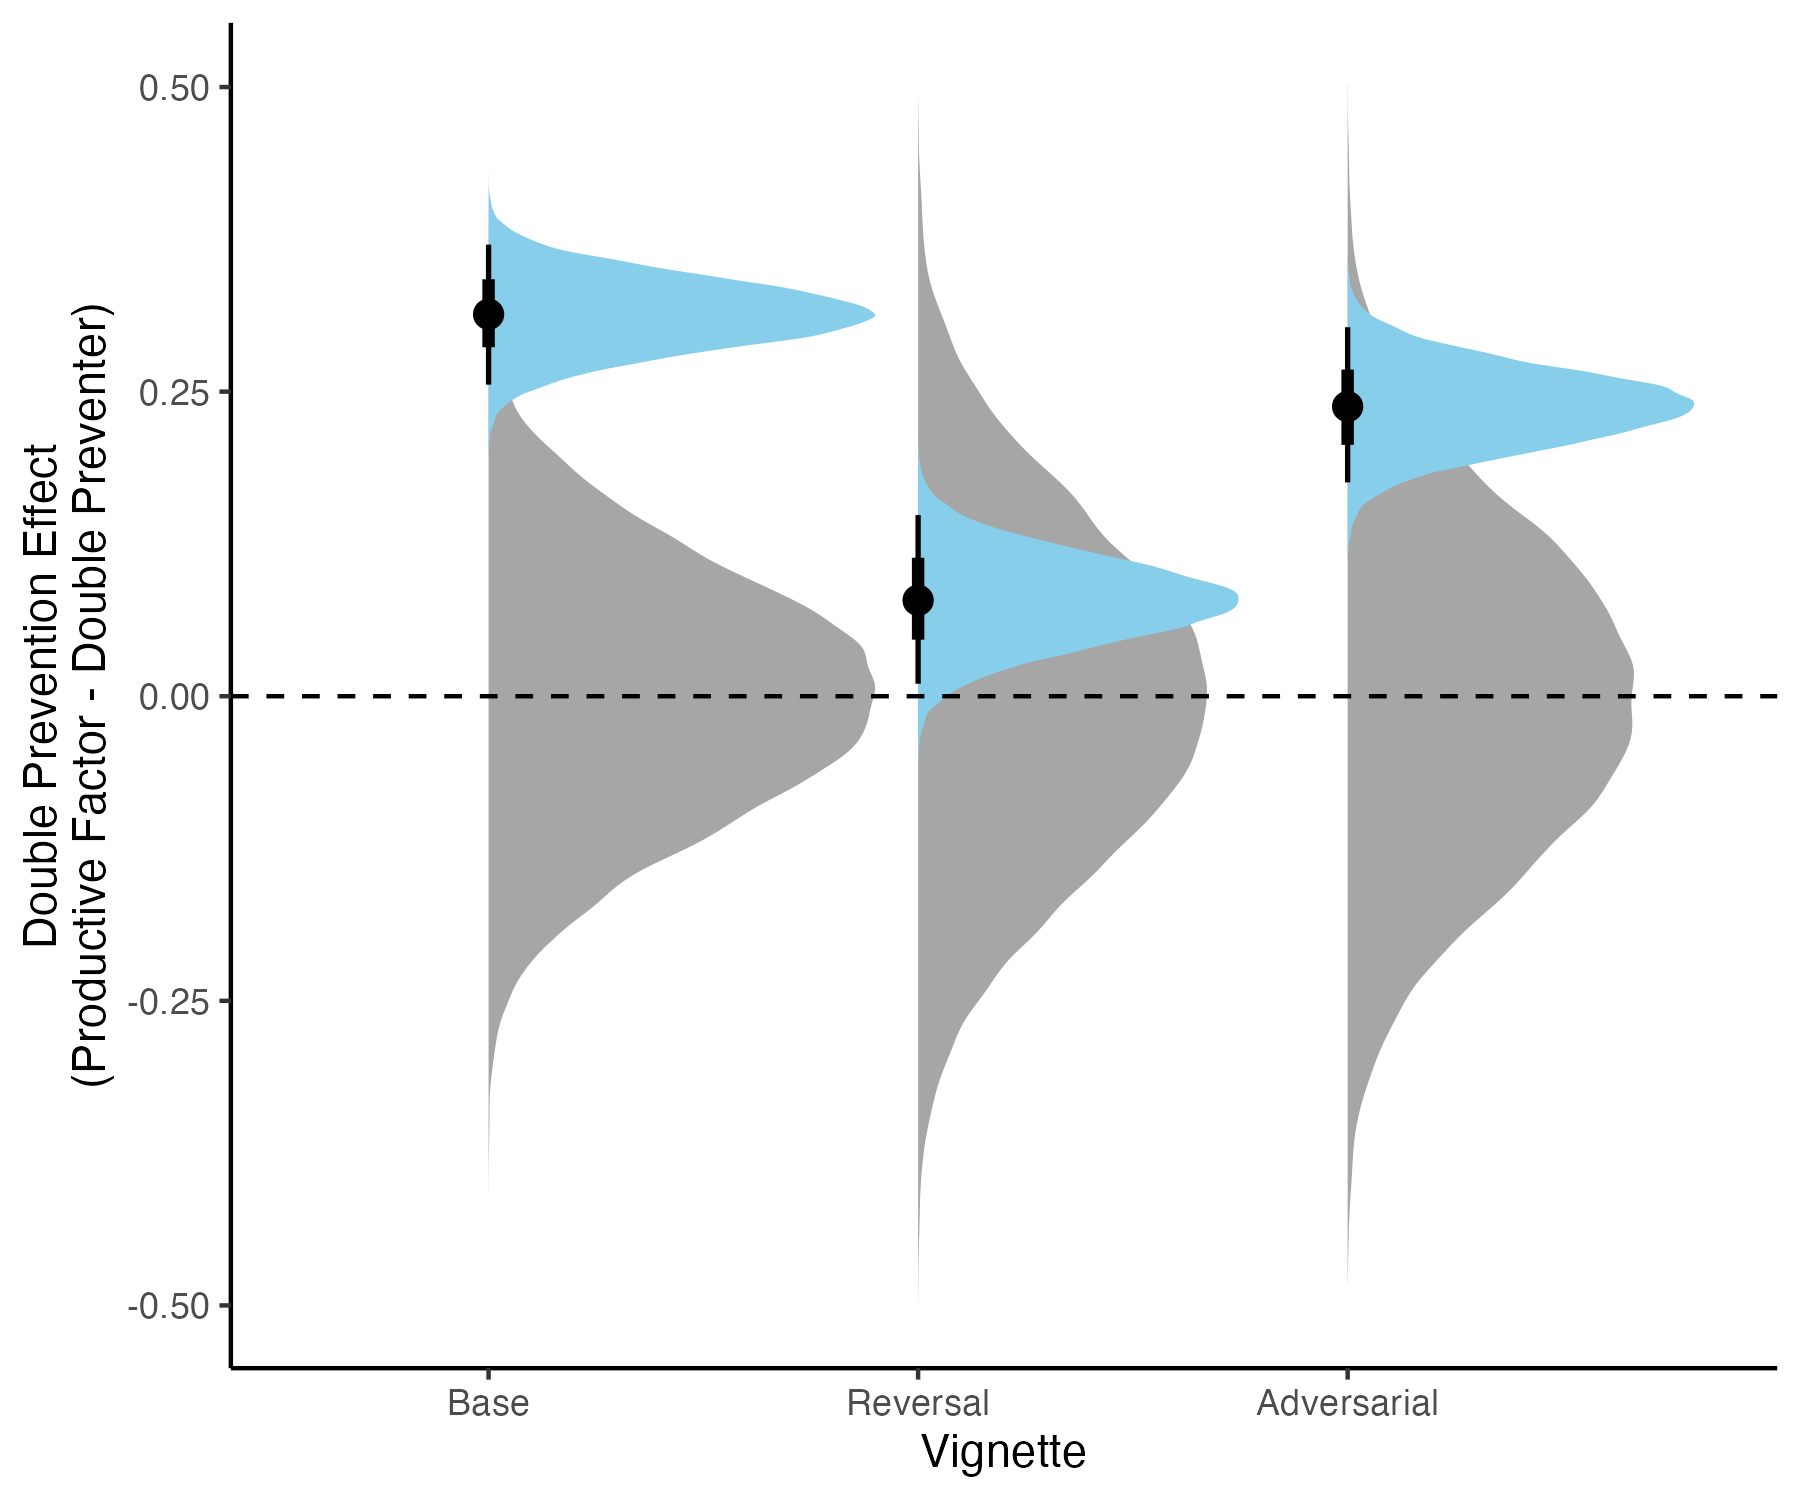 Double Prevention Effect
(Productive Factor - Double Preventer)
0.50
0.25
0.00
-0.25
-0.50
Base
Reversal
Adversarial
Vignette